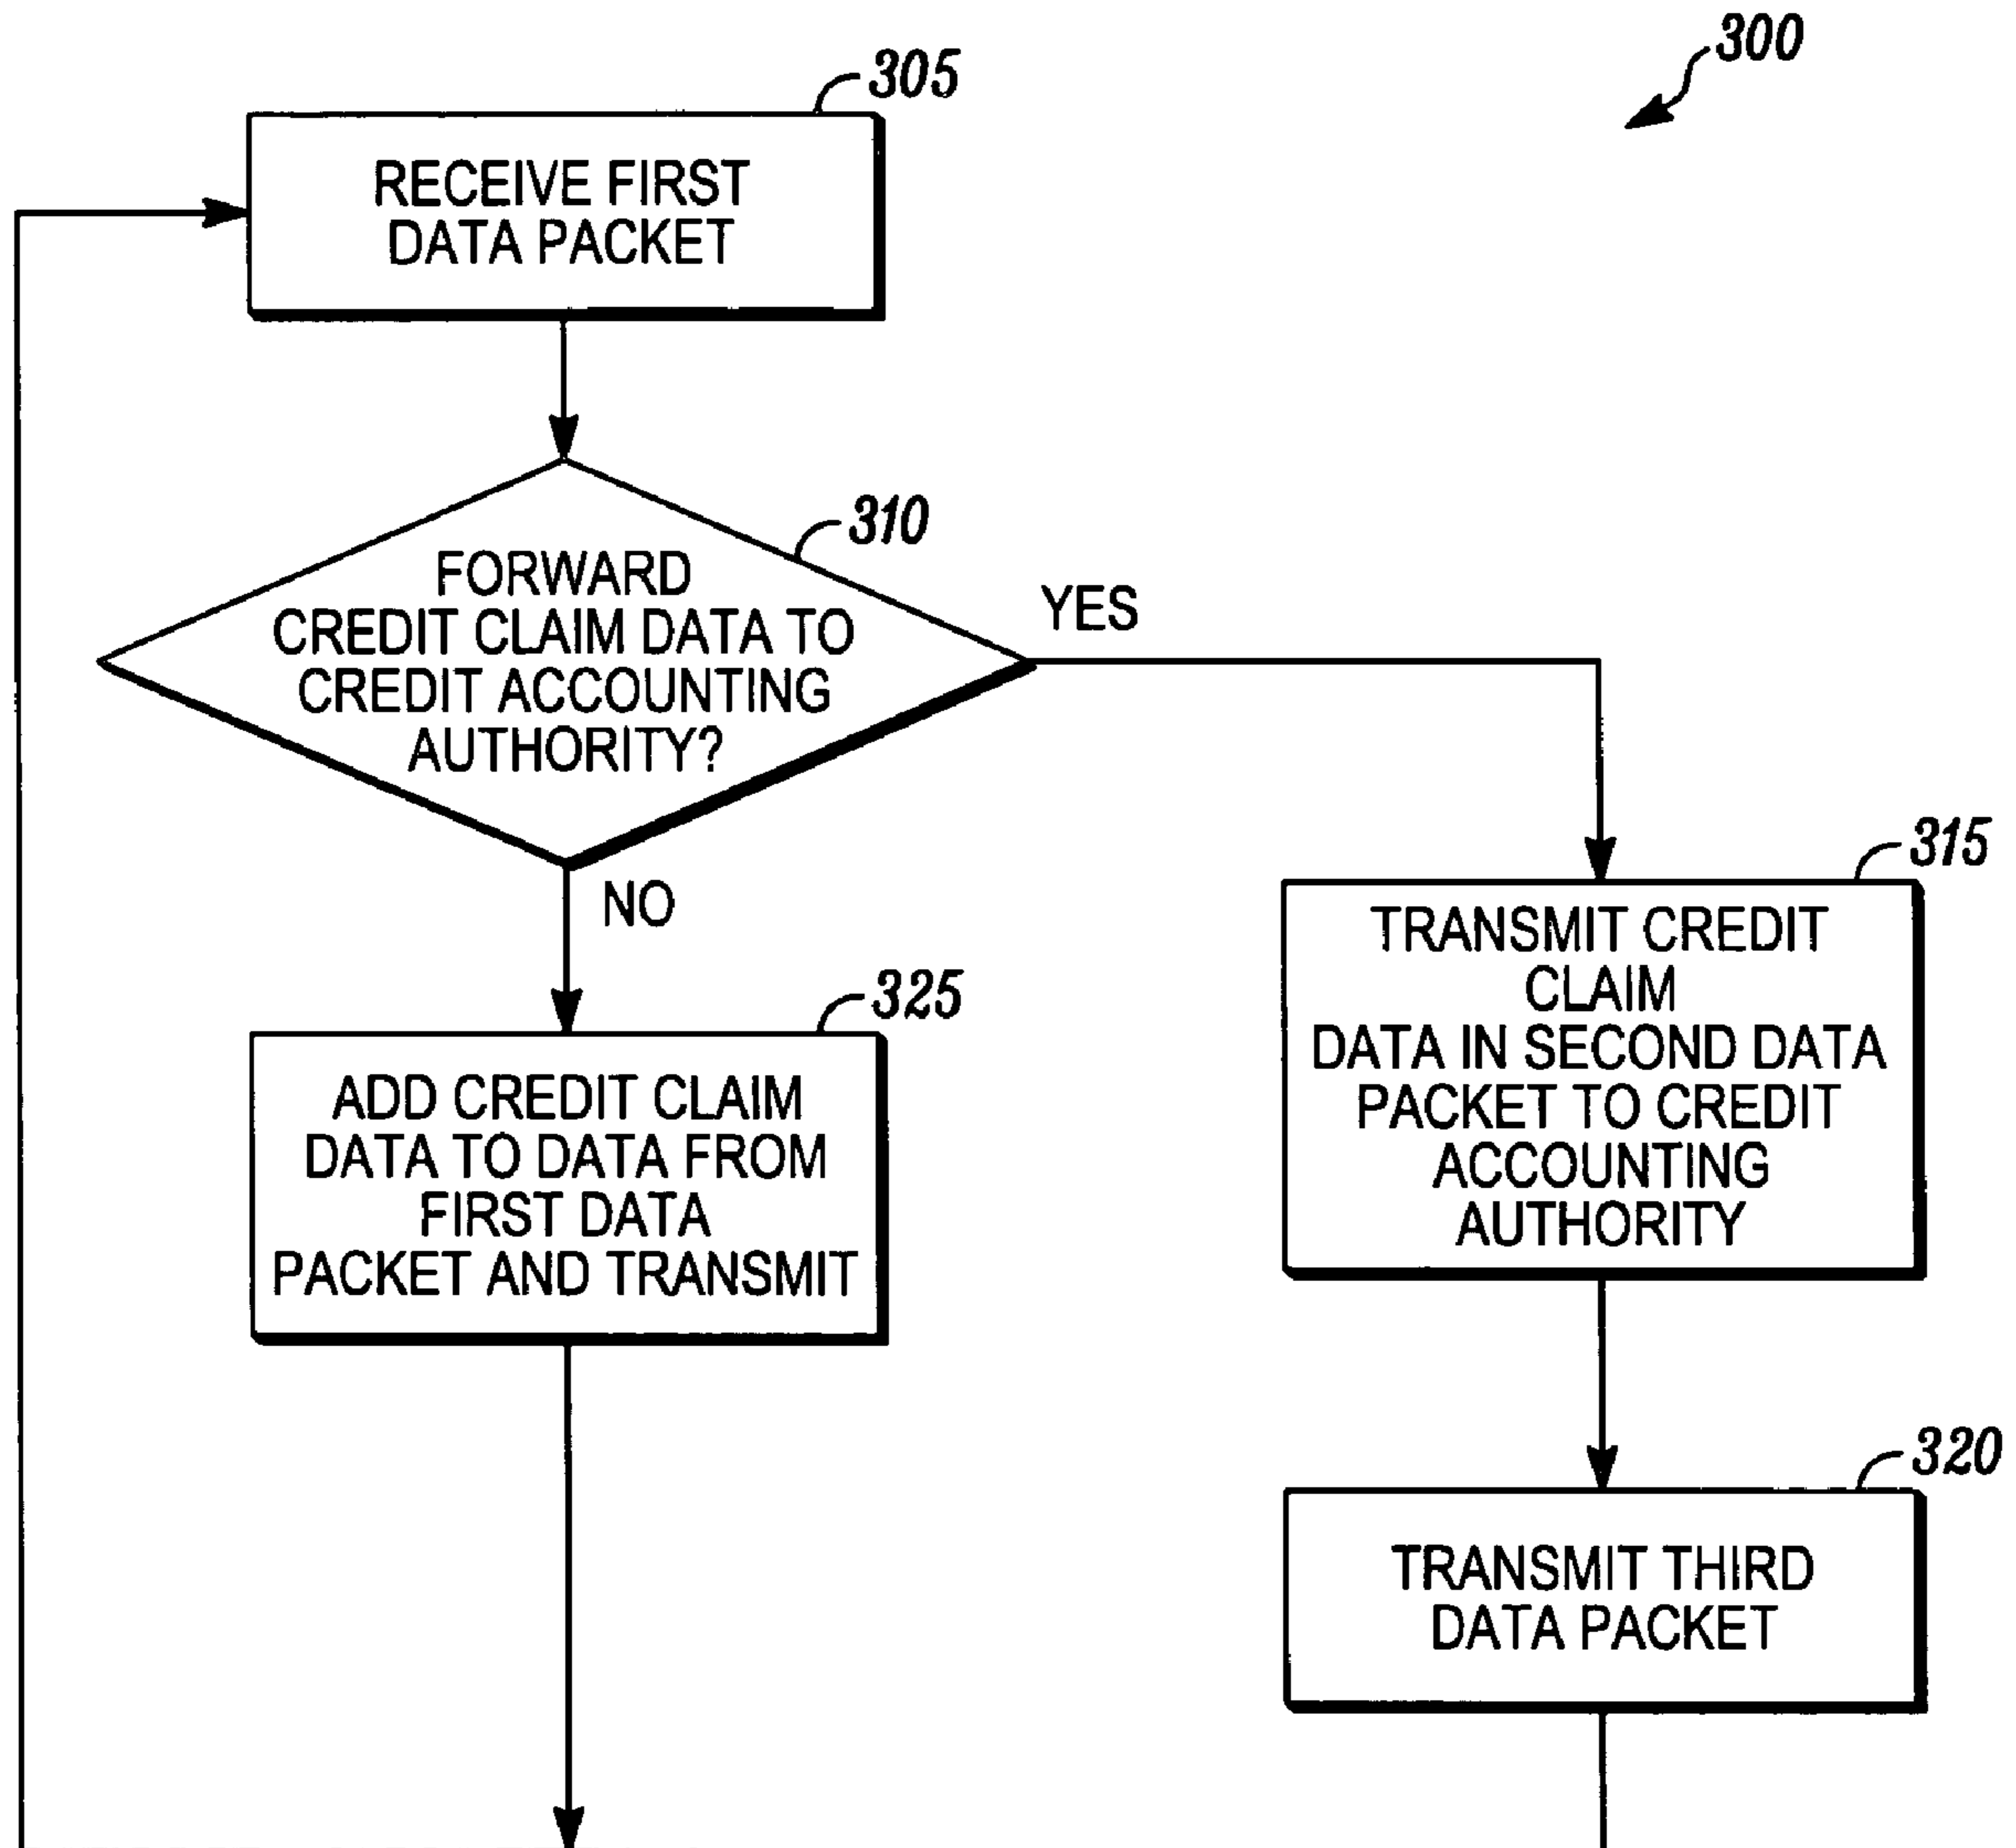 300
305
RECEIVE FIRST
DATA PACKET
310
FORWARD
CREDIT CLAIM DATA TO
CREDIT ACCOUNTING
AUTHORITY?
YES
NO
315
TRANSMIT CREDIT
CLAIM
DATA IN SECOND DATA
PACKET TO CREDIT
ACCOUNTING
AUTHORITY
325
ADD CREDIT CLAIM
DATA TO DATA FROM
FIRST DATA
PACKET AND TRANSMIT
320
TRANSMIT THIRD
DATA PACKET